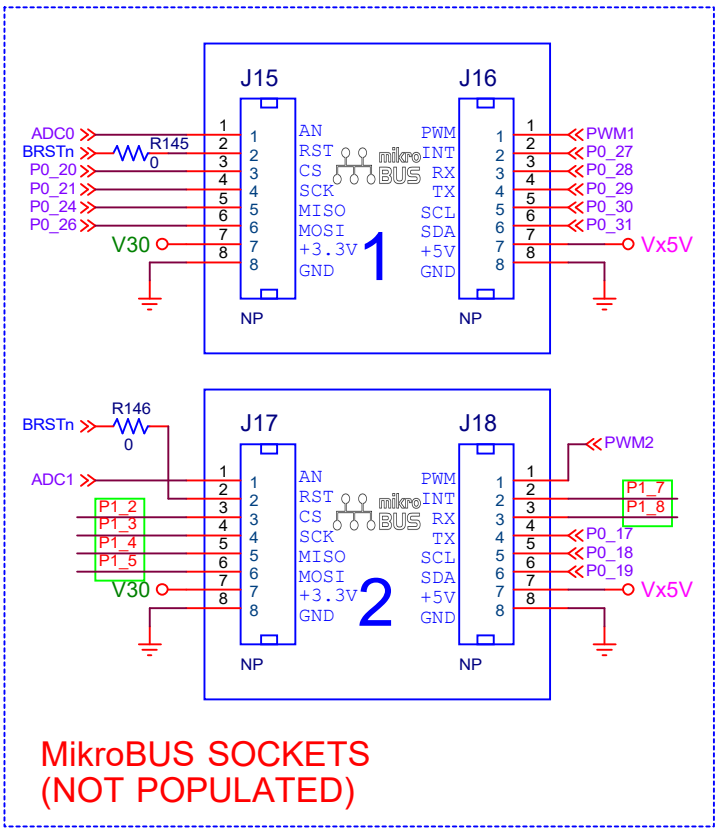 J15 J16
ADC0 1 1 AN PWM 1 1 PWM1
BRSTn R145 0 2 2 RST mikro INT 2 2 P0_27
P0_20 3 3 CS BUS RX 3 3 P0_28
P0_21 4 4 SCK TX 4 4 P0_29
P0_24 5 5 MISO SCL 5 5 P0_30
P0_26 6 6 MOSI SDA 6 6 P0_31
V30 7 7 +3.3V 1 +5V 7 7 Vx5V
8 8 GND GND 8 8
NP NP
R146
BRSTn 0 J17 J18 PWM2
ADC1 1 1 AN PWM 1 1
2 2 RST mikro INT 2 2 P1_7
P1_2 3 3 CS BUS RX 3 3 P1_8
P1_3 4 4 SCK TX 4 4 P0_17
P1_4 5 5 MISO SCL 5 5 P0_18
P1_5 6 6 MOSI SDA 6 6 P0_19
V30 7 7 +3.3V 2 +5V 7 7 Vx5V
8 8 GND GND 8 8
NP NP
MikroBUS SOCKETS
(NOT POPULATED)